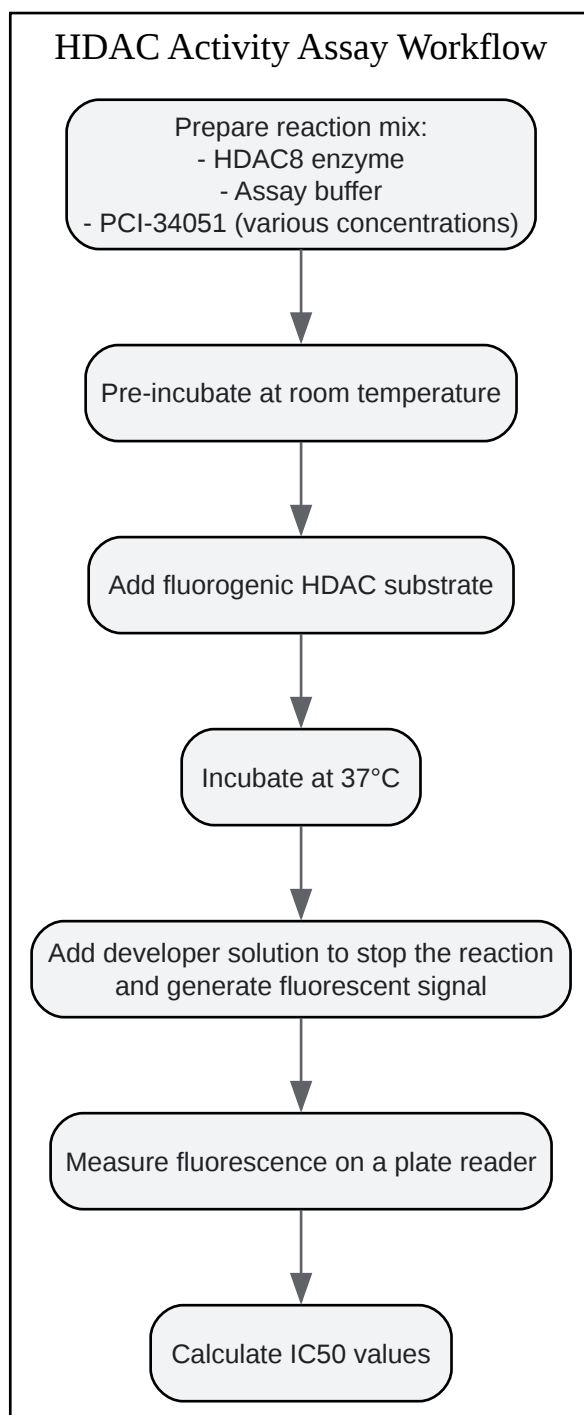 HDAC Activity Assay Workflow
Prepare reaction mix:
- HDAC8 enzyme
- Assay buffer
- PCI-34051 (various concentrations)
Pre-incubate at room temperature
Add fluorogenic HDAC substrate
Incubate at 37°C
Add developer solution to stop the reaction
and generate fluorescent signal
Measure fluorescence on a plate reader
Calculate IC50 values